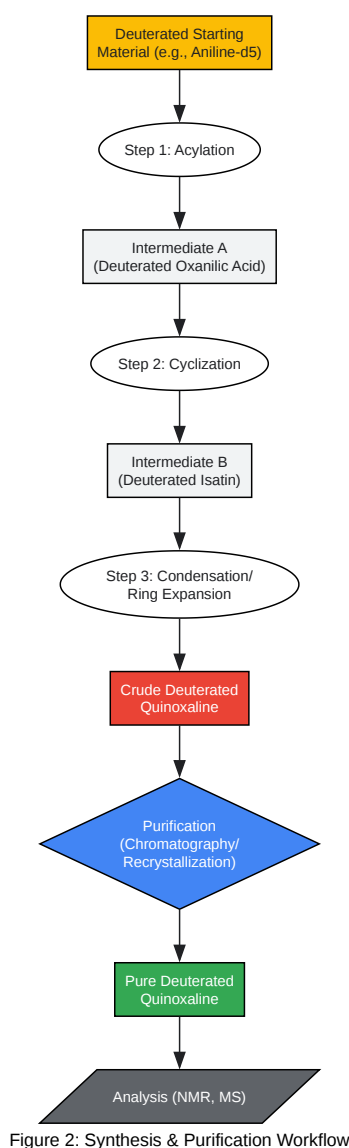 Deuterated Starting
Material (e.g., Aniline-d5)
Step 1: Acylation
Intermediate A
(Deuterated Oxanilic Acid)
Step 2: Cyclization
Intermediate B
(Deuterated Isatin)
Step 3: Condensation/
Ring Expansion
Crude Deuterated
Quinoxaline
Purification
(Chromatography/
Recrystallization)
Pure Deuterated
Quinoxaline
Analysis (NMR, MS)
Figure 2: Synthesis & Purification Workflow